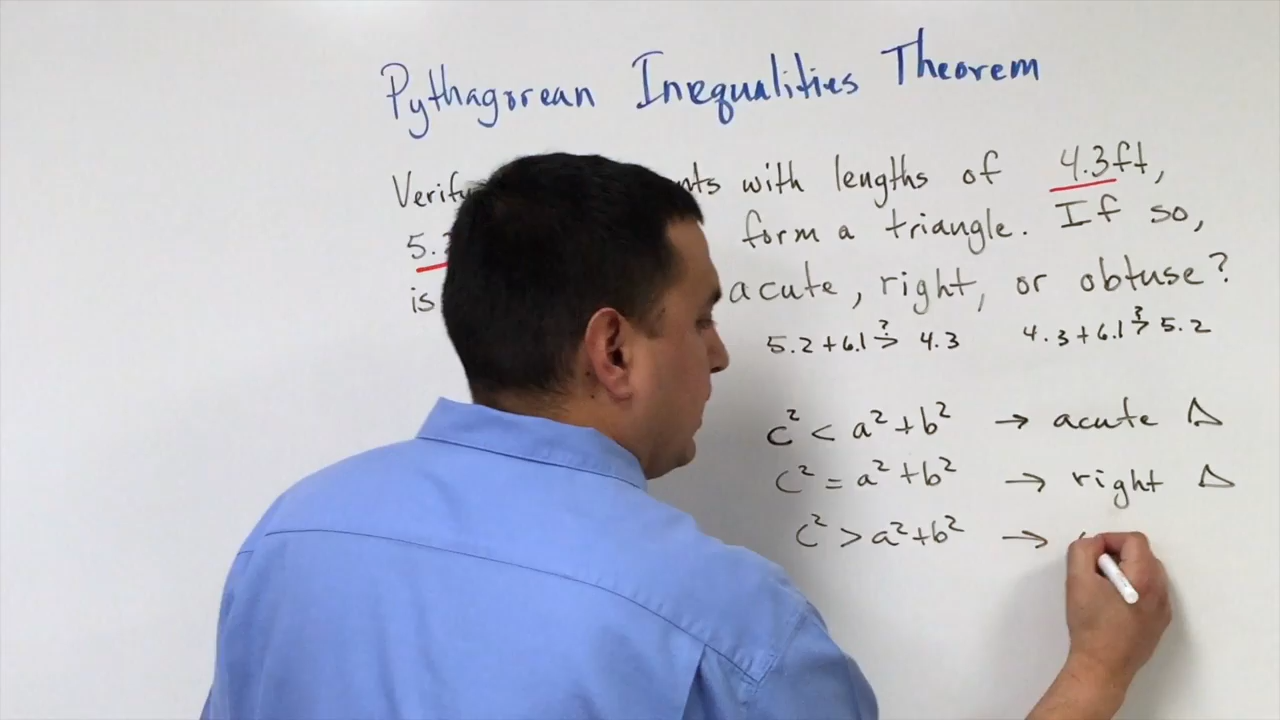 Pythagorean Inequalities Theorem
with lengths of 4.3ft,
5. form a triangle. If so,
is acute, right, or obtuse?
5.2+6.1 ?> 4.3 4.3+6.1 ?> 5.2
c² < a²+b² → acute △
c² = a²+b² → right △
c² > a²+b² →